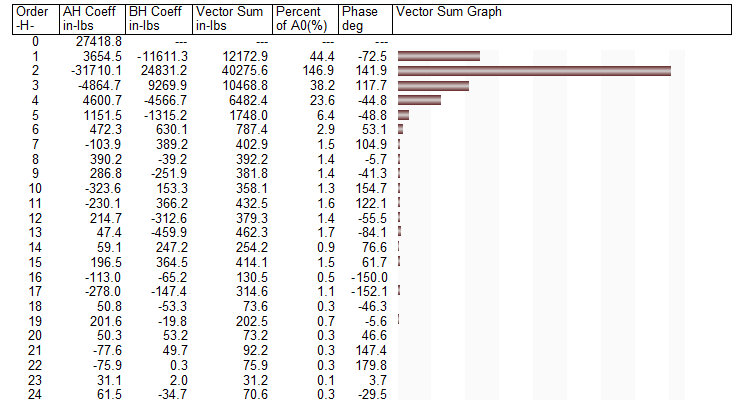 Order AH Coeff BH Coeff Vector Sum Percent Phase Vector Sum Graph
-H- in-lbs in-lbs in-lbs of A0(%) deg
0 27418.8 --- --- --- ---
1 3654.5 -11611.3 12172.9 44.4 -72.5
2 -31710.1 24831.2 40275.6 146.9 141.9
3 -4864.7 9269.9 10468.8 38.2 117.7
4 4600.7 -4566.7 6482.4 23.6 -44.8
5 1151.5 -1315.2 1748.0 6.4 -48.8
6 472.3 630.1 787.4 2.9 53.1
7 -103.9 389.2 402.9 1.5 104.9
8 390.2 -39.2 392.2 1.4 -5.7
9 286.8 -251.9 381.8 1.4 -41.3
10 -323.6 153.3 358.1 1.3 154.7
11 -230.1 366.2 432.5 1.6 122.1
12 214.7 -312.6 379.3 1.4 -55.5
13 47.4 -459.9 462.3 1.7 -84.1
14 59.1 247.2 254.2 0.9 76.6
15 196.5 364.5 414.1 1.5 61.7
16 -113.0 -65.2 130.5 0.5 -150.0
17 -278.0 -147.4 314.6 1.1 -152.1
18 50.8 -53.3 73.6 0.3 -46.3
19 201.6 -19.8 202.5 0.7 -5.6
20 50.3 53.2 73.2 0.3 46.6
21 -77.6 49.7 92.2 0.3 147.4
22 -75.9 0.3 75.9 0.3 179.8
23 31.1 2.0 31.2 0.1 3.7
24 61.5 -34.7 70.6 0.3 -29.5